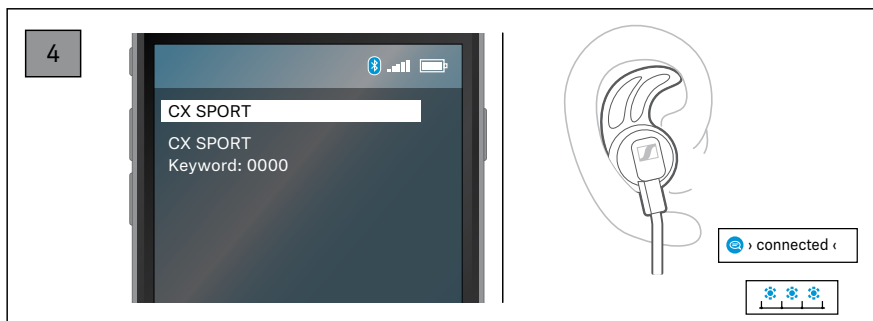 4
CX SPORT
CX SPORT
Keyword: 0000
› connected ‹